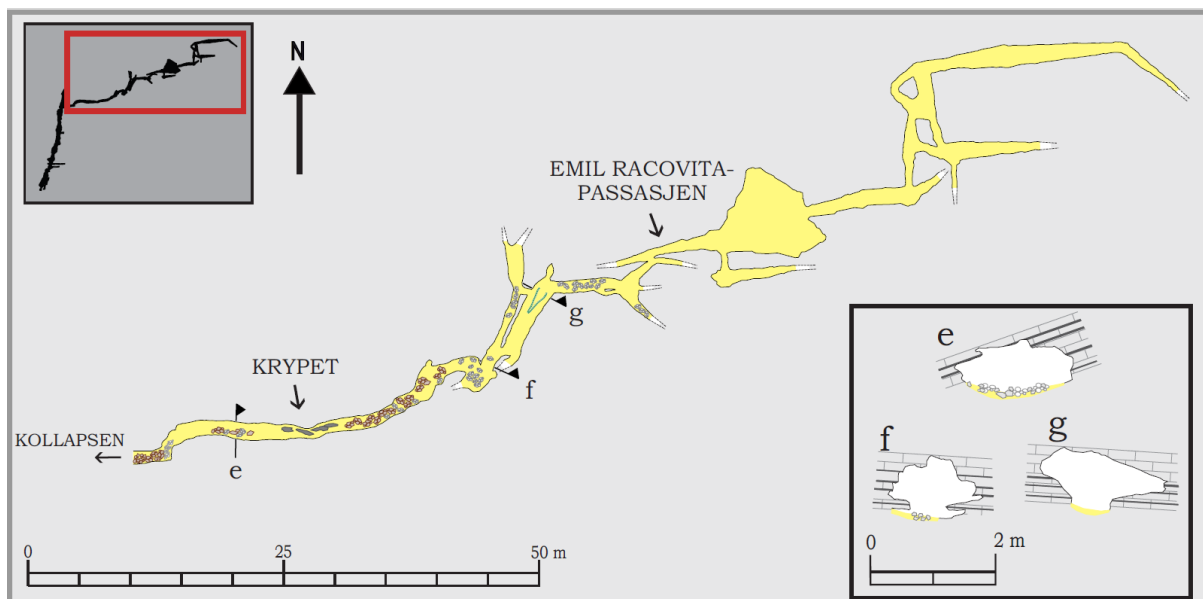 N
EMIL RACOVITA-
PASSASJEN
g
KRYPET
f
KOLLAPSEN
e
0 25 50 m
e
f g
0 2 m